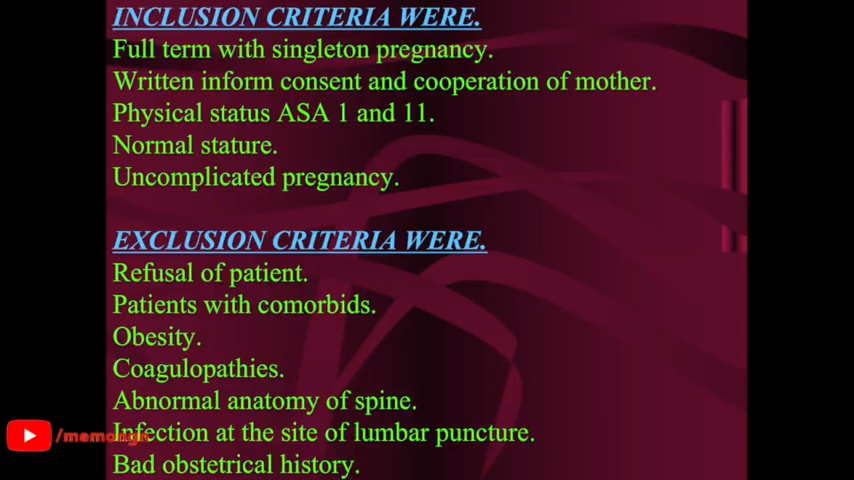 INCLUSION CRITERIA WERE.
Full term with singleton pregnancy.
Written inform consent and cooperation of mother.
Physical status ASA 1 and 11.
Normal stature.
Uncomplicated pregnancy.
EXCLUSION CRITERIA WERE.
Refusal of patient.
Patients with comorbids.
Obesity.
Coagulopathies.
Abnormal anatomy of spine.
Infection at the site of lumbar puncture.
Bad obstetrical history.